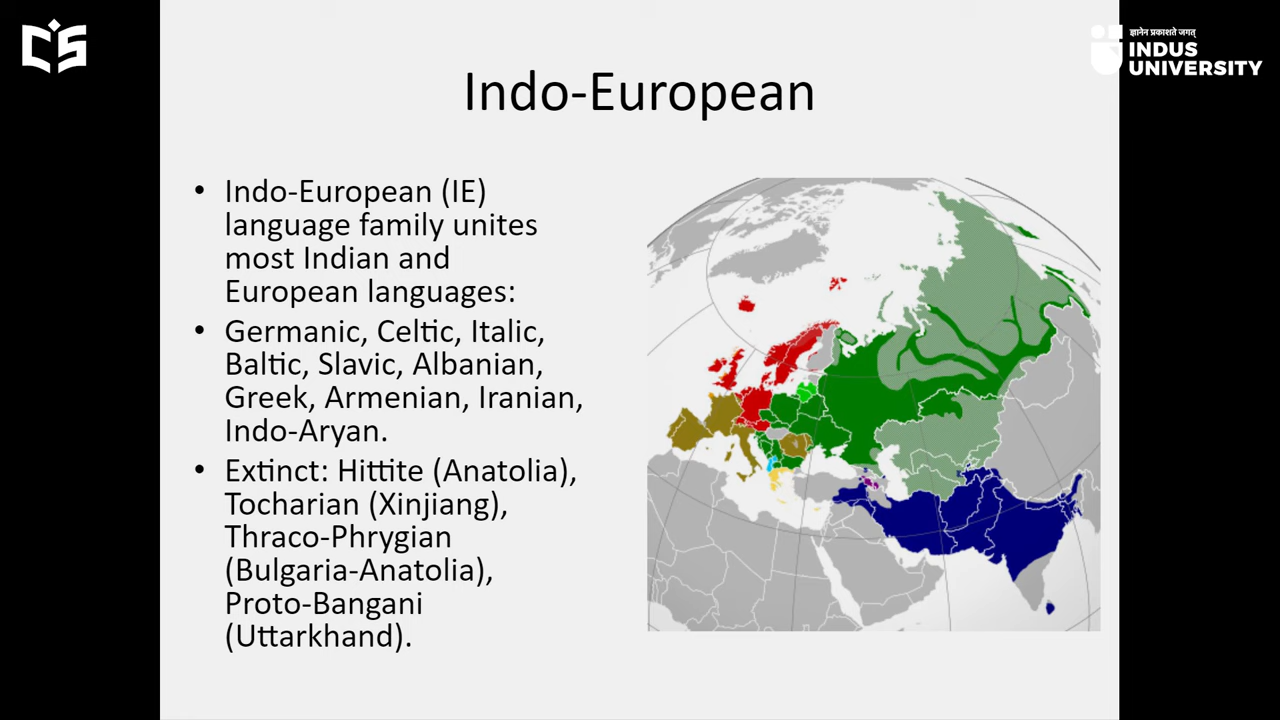 CS
ज्ञानेन प्रकाशते जगत्
INDUS
UNIVERSITY
Indo-European
• Indo-European (IE)
language family unites
most Indian and
European languages:
• Germanic, Celtic, Italic,
Baltic, Slavic, Albanian,
Greek, Armenian, Iranian,
Indo-Aryan.
• Extinct: Hittite (Anatolia),
Tocharian (Xinjiang),
Thraco-Phrygian
(Bulgaria-Anatolia),
Proto-Bangani
(Uttarkhand).